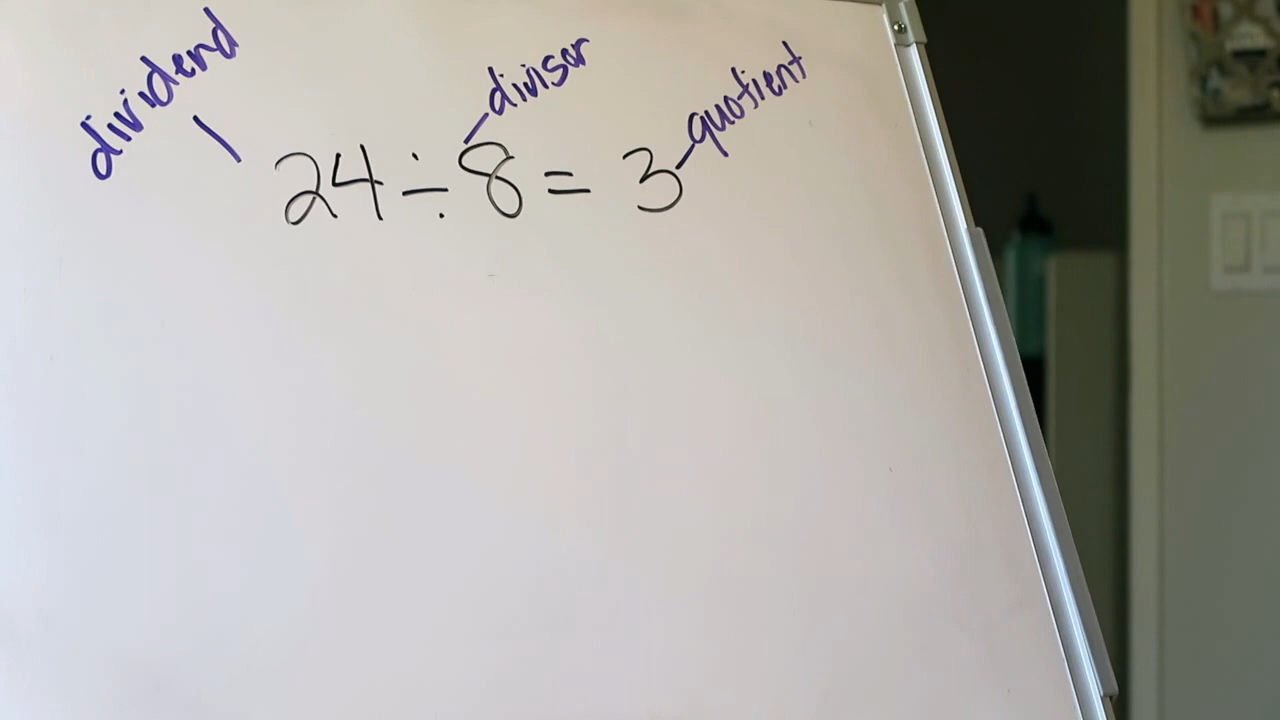 dividend
divisor
quotient
24 ÷ 8 = 3